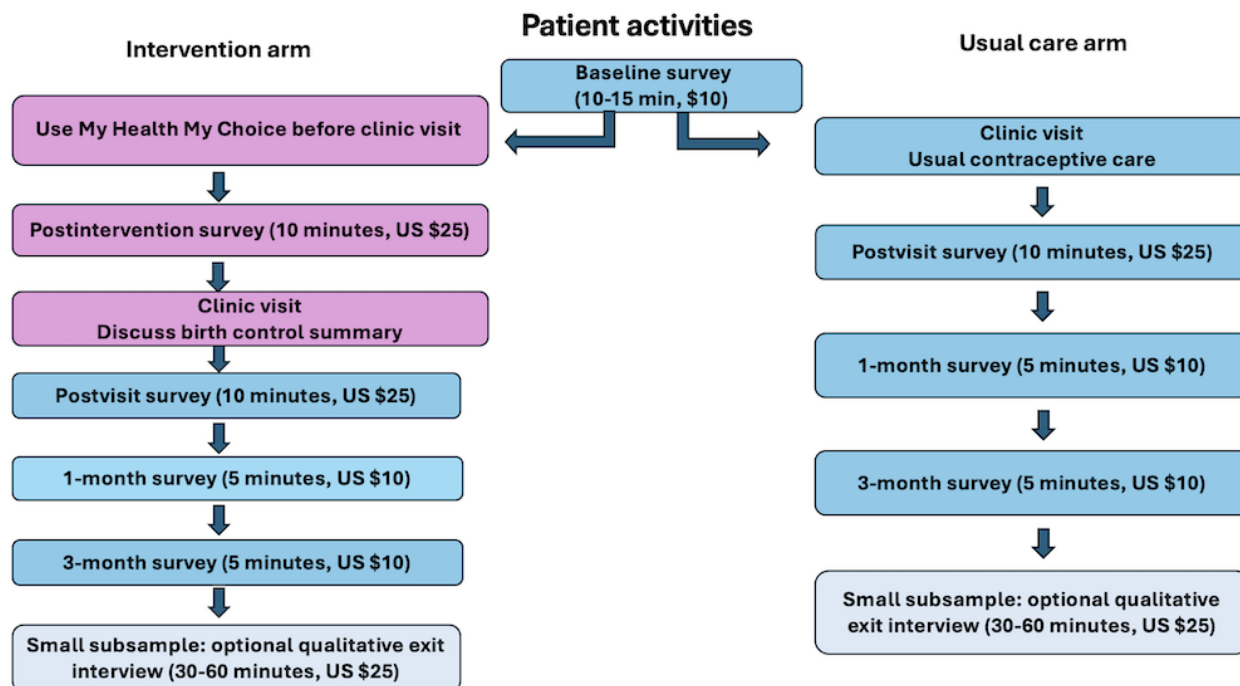 Patient activities
Intervention arm
Usual care arm
Baseline survey
(10-15 min, $10)
Use My Health My Choice before clinic visit
Postintervention survey (10 minutes, US $25)
Clinic visit
Discuss birth control summary
Postvisit survey (10 minutes, US $25)
1-month survey (5 minutes, US $10)
3-month survey (5 minutes, US $10)
Small subsample: optional qualitative exit
interview (30-60 minutes, US $25)
Clinic visit
Usual contraceptive care
Postvisit survey (10 minutes, US $25)
1-month survey (5 minutes, US $10)
3-month survey (5 minutes, US $10)
Small subsample: optional qualitative
exit interview (30-60 minutes, US $25)